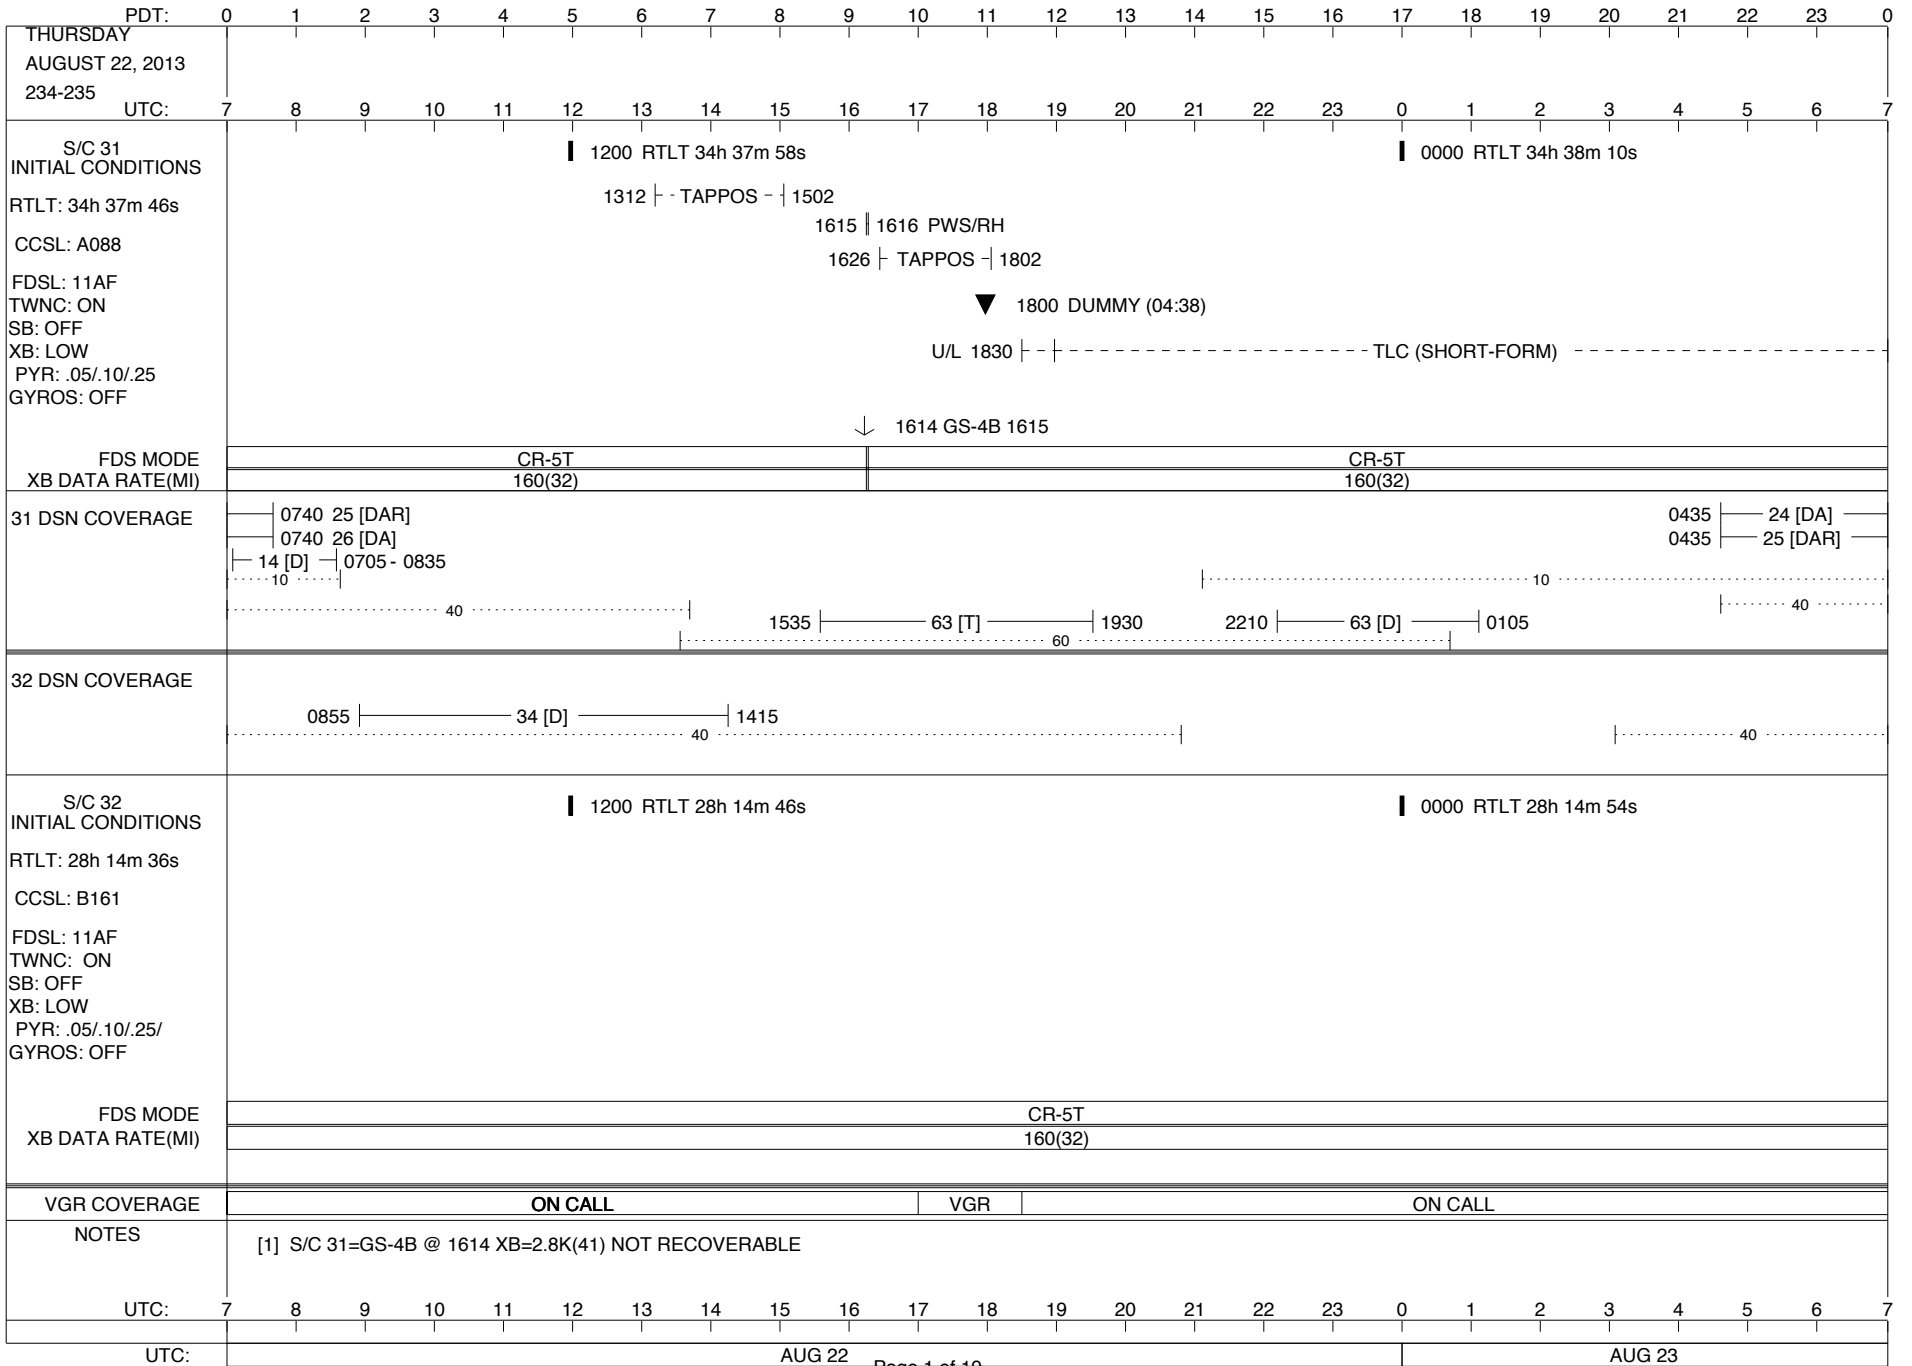 PDT: 0 1 2 3 4 5 6 7 8 9 10 11 12 13 14 15 16 17 18 19 20 21 22 23 0
THURSDAY
AUGUST 22, 2013
234-235
UTC: 7 8 9 10 11 12 13 14 15 16 17 18 19 20 21 22 23 0 1 2 3 4 5 6 7
S/C 31
INITIAL CONDITIONS
1200 RTLT 34h 37m 58s
0000 RTLT 34h 38m 10s
RTLT: 34h 37m 46s
1312 TAPPOS 1502
1615 1616 PWS/RH
CCSL: A088
1626 TAPPOS 1802
FDSL: 11AF
TWNC: ON
1800 DUMMY (04:38)
SB: OFF
XB: LOW
U/L 1830 TLC (SHORT-FORM)
PYR: .05/.10/.25
GYROS: OFF
1614 GS-4B 1615
FDS MODE CR-5T CR-5T
XB DATA RATE(MI) 160(32) 160(32)
31 DSN COVERAGE
0740 25 [DAR]
0435 24 [DA]
0740 26 [DA]
0435 25 [DAR]
14 [D] 0705 - 0835
10 10
40 40
1535 63 [T] 1930 2210 63 [D] 0105
60
32 DSN COVERAGE
0855 34 [D] 1415
40 40
S/C 32
INITIAL CONDITIONS
1200 RTLT 28h 14m 46s
0000 RTLT 28h 14m 54s
RTLT: 28h 14m 36s
CCSL: B161
FDSL: 11AF
TWNC: ON
SB: OFF
XB: LOW
PYR: .05/.10/.25/
GYROS: OFF
FDS MODE CR-5T
XB DATA RATE(MI) 160(32)
VGR COVERAGE ON CALL VGR ON CALL
NOTES
[1] S/C 31=GS-4B @ 1614 XB=2.8K(41) NOT RECOVERABLE
UTC: 7 8 9 10 11 12 13 14 15 16 17 18 19 20 21 22 23 0 1 2 3 4 5 6 7
UTC: AUG 22 AUG 23
Page 1 of 19